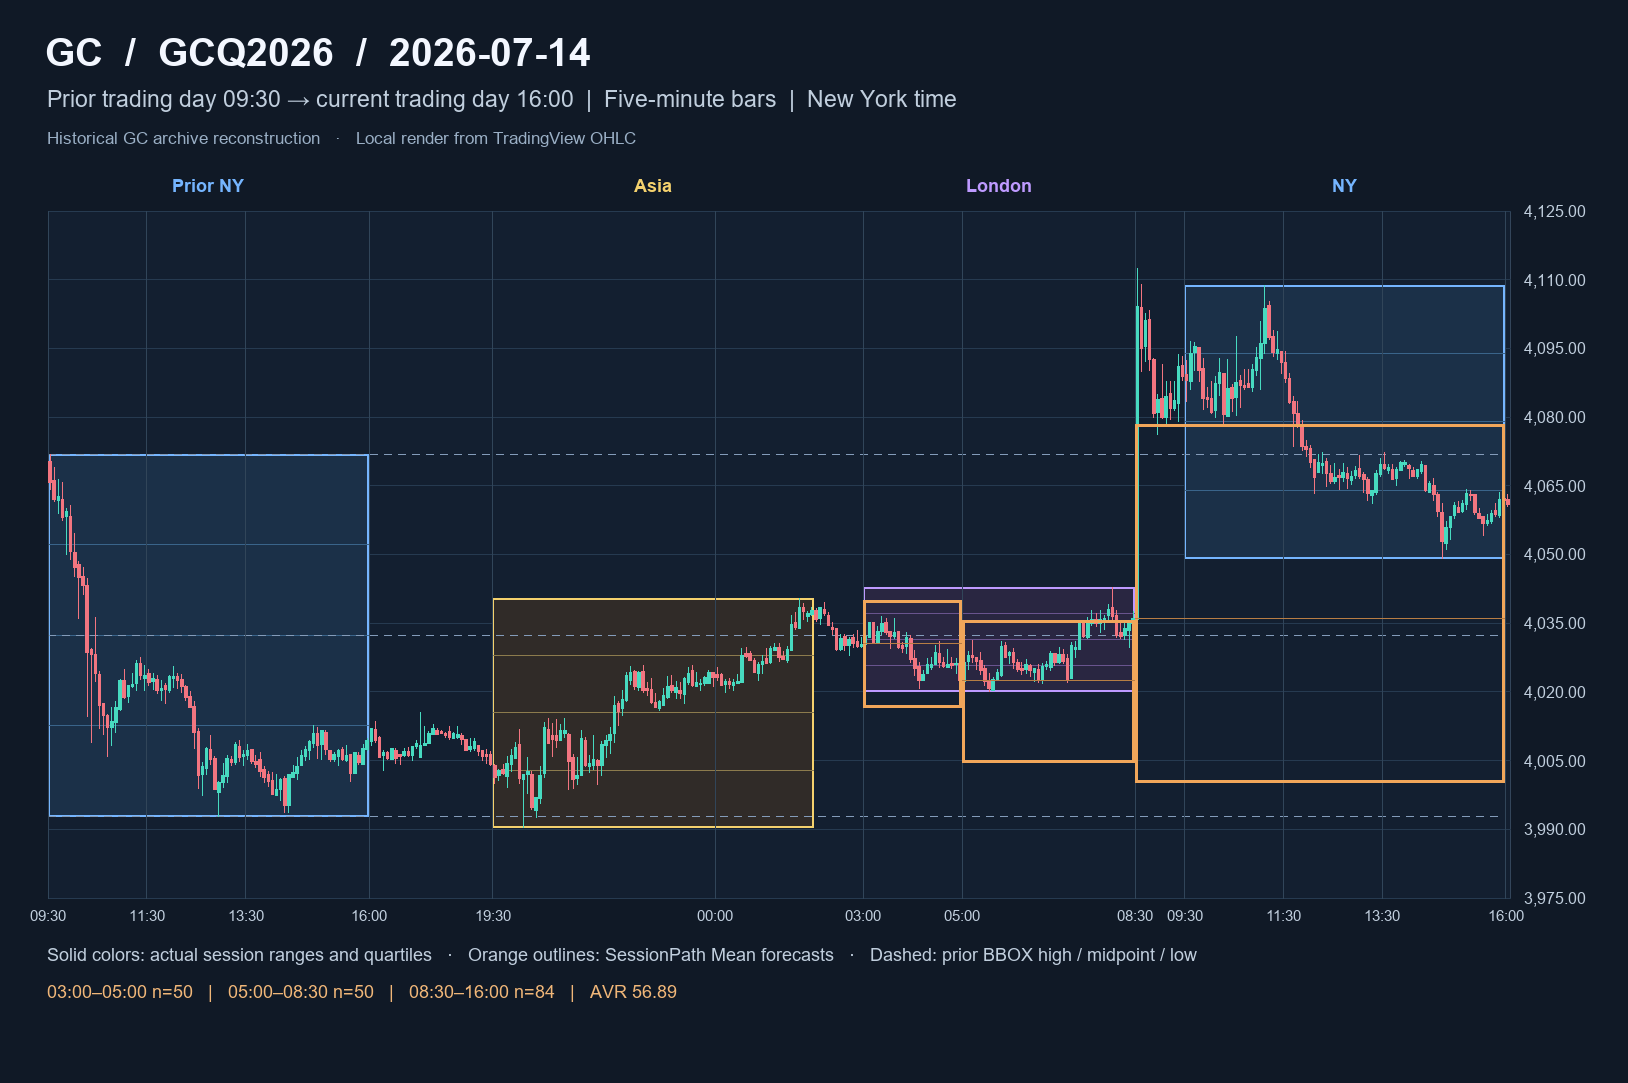 GC / GCQ2026 / 2026-07-14
Prior trading day 09:30 → current trading day 16:00 | Five-minute bars | New York time
Historical GC archive reconstruction · Local render from TradingView OHLC
Prior NY Asia London NY
4,125.00
4,110.00
4,095.00
4,080.00
4,065.00
4,050.00
4,035.00
4,020.00
4,005.00
3,990.00
3,975.00
09:30 11:30 13:30 16:00 19:30 00:00 03:00 05:00 08:30 09:30 11:30 13:30 16:00
Solid colors: actual session ranges and quartiles · Orange outlines: SessionPath Mean forecasts · Dashed: prior BBOX high / midpoint / low
03:00–05:00 n=50 | 05:00–08:30 n=50 | 08:30–16:00 n=84 | AVR 56.89